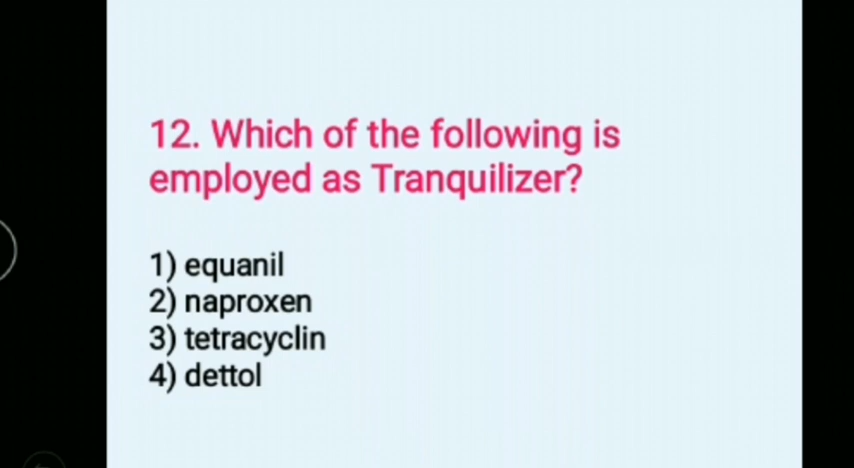 12. Which of the following is
employed as Tranquilizer?
1) equanil
2) naproxen
3) tetracyclin
4) dettol